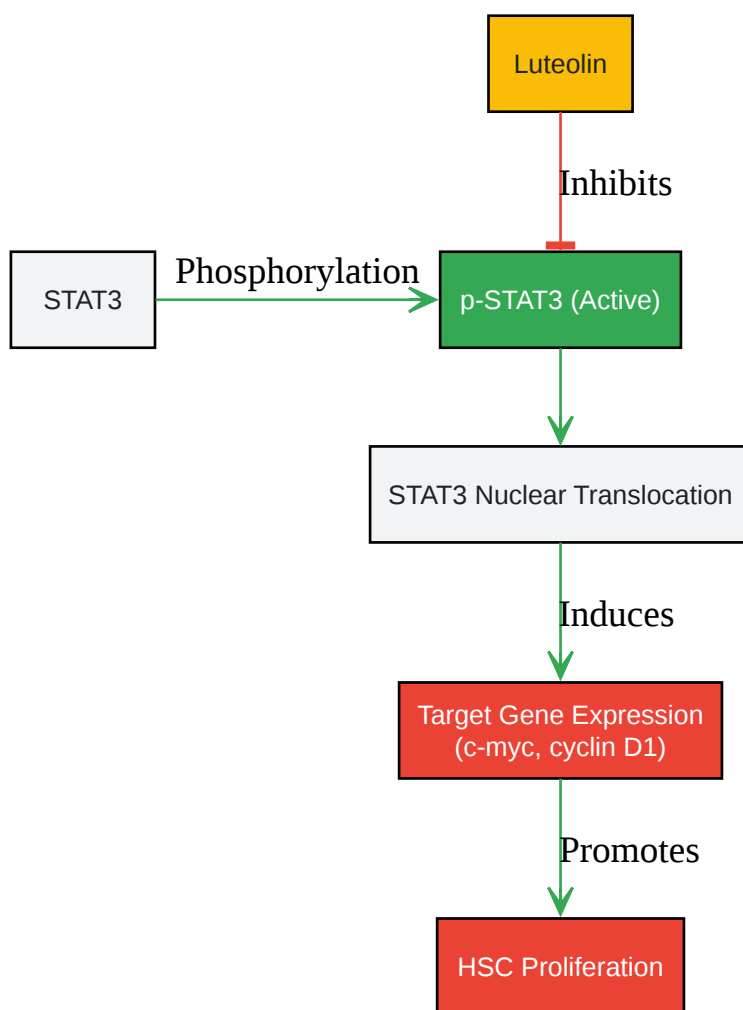 Luteolin
Inhibits
Phosphorylation
STAT3
p-STAT3 (Active)
STAT3 Nuclear Translocation
Induces
Target Gene Expression
(c-myc, cyclin D1)
Promotes
HSC Proliferation